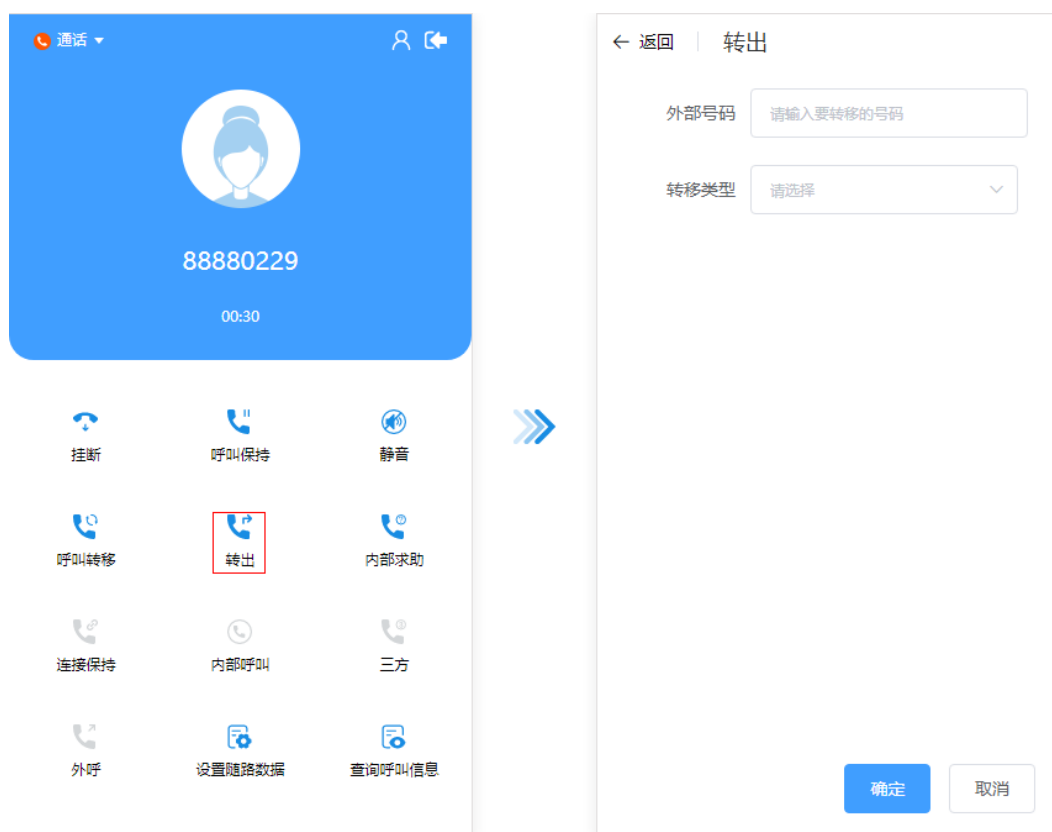 通话
88880229
00:30
挂断
呼叫保持
静音
呼叫转移
转出
内部求助
连接保持
内部呼叫
三方
外呼
设置随路数据
查询呼叫信息
返回
转出
外部号码
请输入要转移的号码
转移类型
请选择
确定
取消